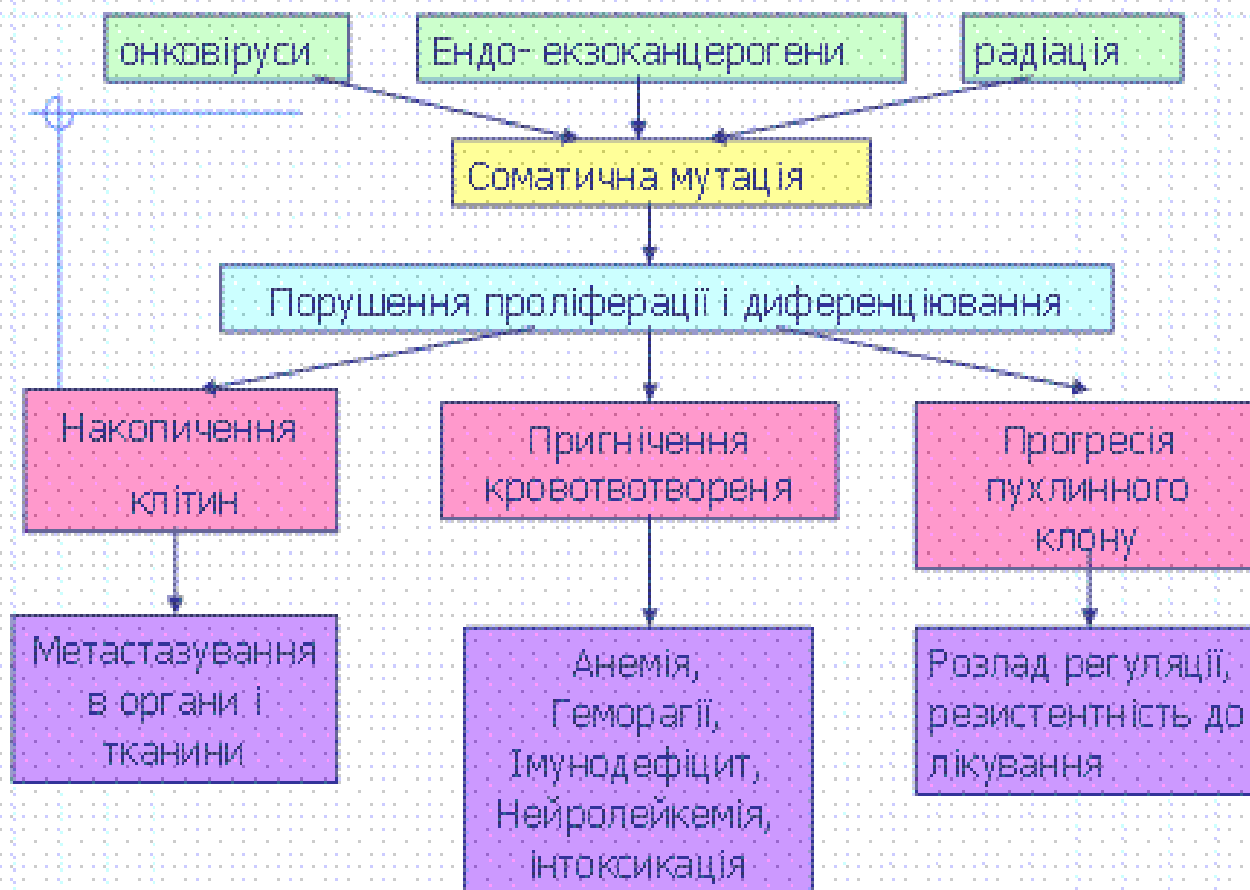 онковіруси
Ендо- екзоканцерогени
радіація
Соматична мутація
Порушення проліферації і диференціювання
Накопичення
клітин
Пригнічення
кровотвотвореня
Прогресія
пухлинного
клону
Метастазування
в органи і
тканини
Анемія,
Геморагії,
Імунодефіцит,
Нейролейкемія,
інтоксикація
Розлад регуляції,
резистентність до
лікування